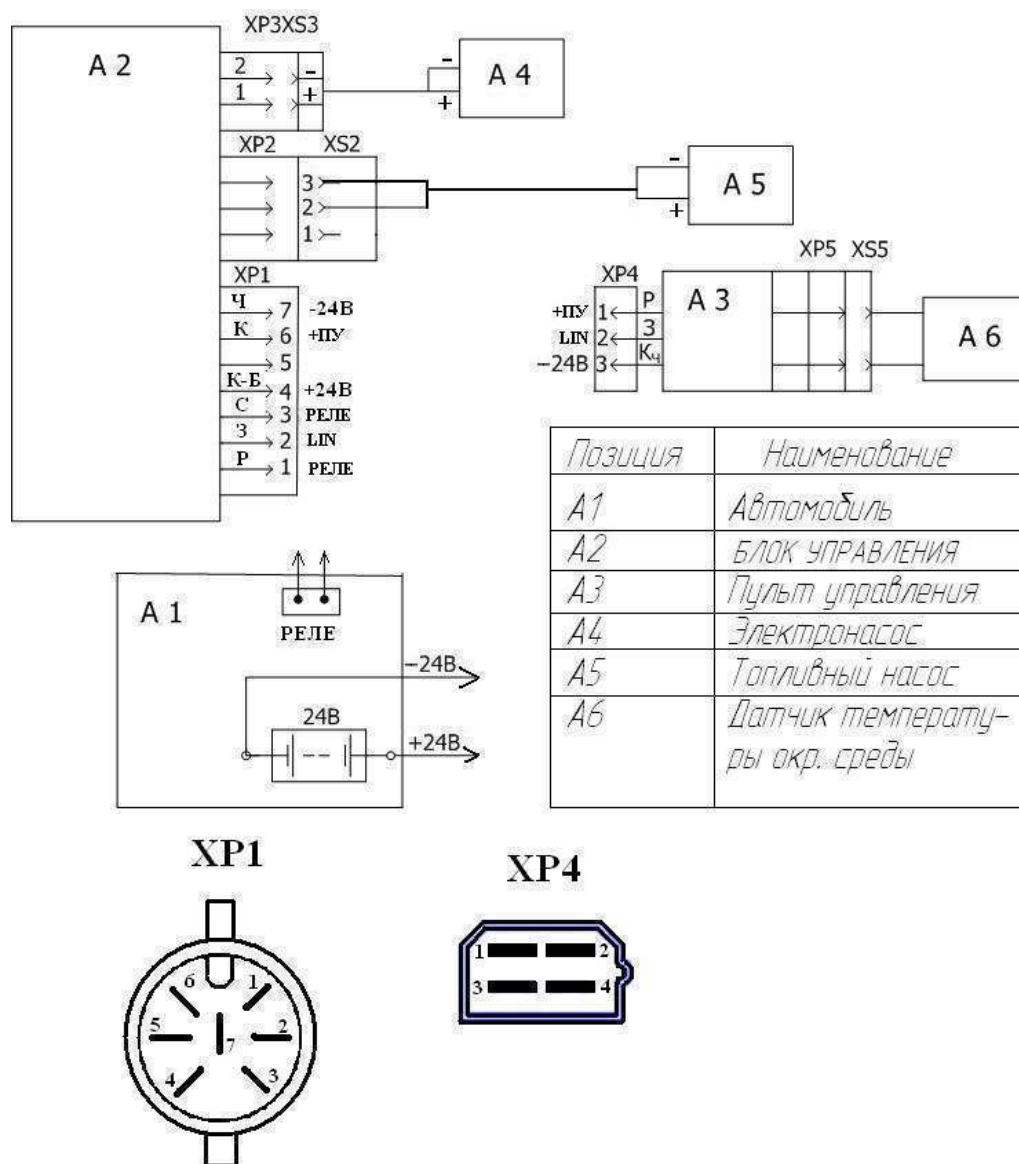 XP3XS3
А 2
2
-
1
+
-
А 4
+
XP2
XS2
3
2
1
-
А 5
+
XP1
Ч
7
-24В
К
6
+ПУ
5
К-Б
4
+24В
С
3
РЕЛЕ
З
2
LIN
Р
1
РЕЛЕ
XP5
XS5
XP4
А 3
+ПУ
1
Р
LIN
2
З
−24В
3
Кч
А 6
Позиция
Наименование
А1
Автомобиль
А2
БЛОК УПРАВЛЕНИЯ
А3
Пульт управления
А4
Электронасос
А5
Топливный насос
А6
Датчик температу-
ры окр. среды
А 1
РЕЛЕ
−24В
24В
+24В
XP1
6
1
5
7
2
4
3
XP4
1
2
3
4